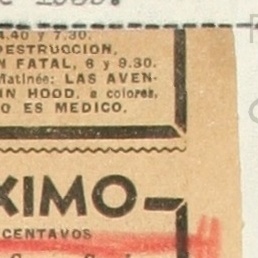 4.40 y 7.30.
DESTRUCCION,
N FATAL, 6 y 9.30.
Matinée: LAS AVEN-
IN HOOD, a colores,
O ES MEDICO.
XIMO
CENTAVOS